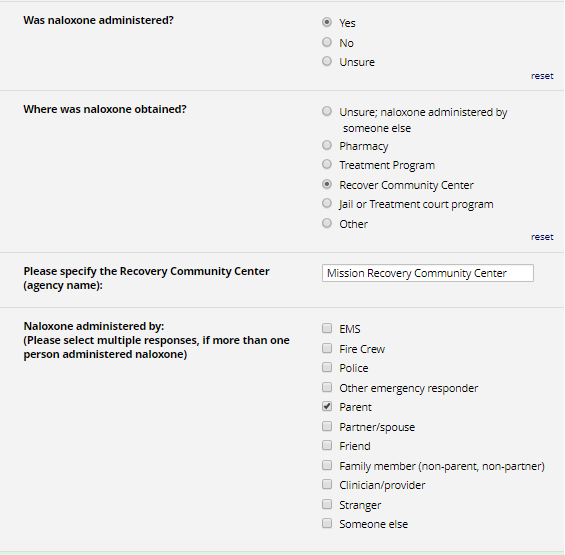 Was naloxone administered?
Yes
No
Unsure
reset
Where was naloxone obtained?
Unsure; naloxone administered by
someone else
Pharmacy
Treatment Program
Recover Community Center
Jail or Treatment court program
Other
reset
Please specify the Recovery Community Center
(agency name):
Mission Recovery Community Center
Naloxone administered by:
(Please select multiple responses, if more than one
person administered naloxone)
EMS
Fire Crew
Police
Other emergency responder
Parent
Partner/spouse
Friend
Family member (non-parent, non-partner)
Clinician/provider
Stranger
Someone else